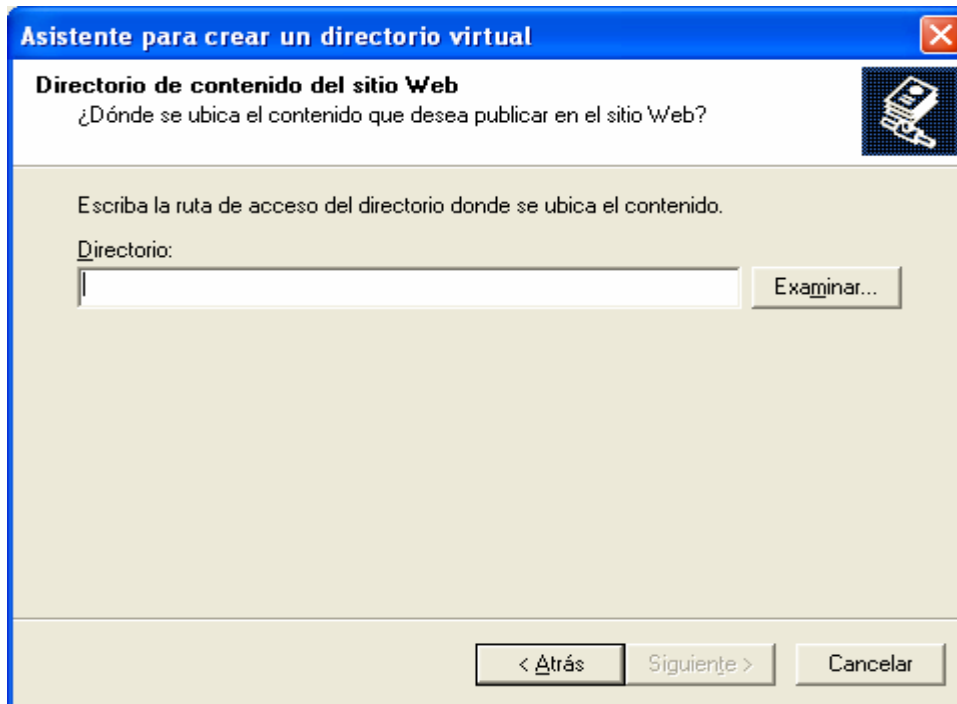 Asistente para crear un directorio virtual
Directorio de contenido del sitio Web
¿Dónde se ubica el contenido que desea publicar en el sitio Web?
Escriba la ruta de acceso del directorio donde se ubica el contenido.
Directorio:
Examinar...
< Atrás Siguiente > Cancelar